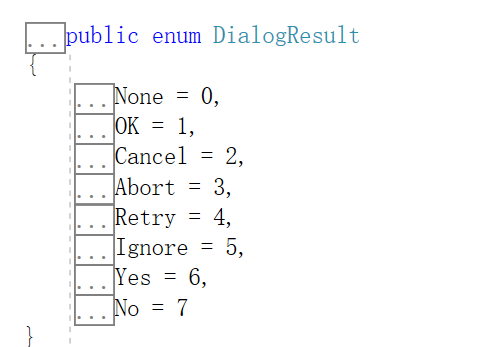 ...public enum DialogResult
{
...None = 0,
...OK = 1,
...Cancel = 2,
...Abort = 3,
...Retry = 4,
...Ignore = 5,
...Yes = 6,
...No = 7
}